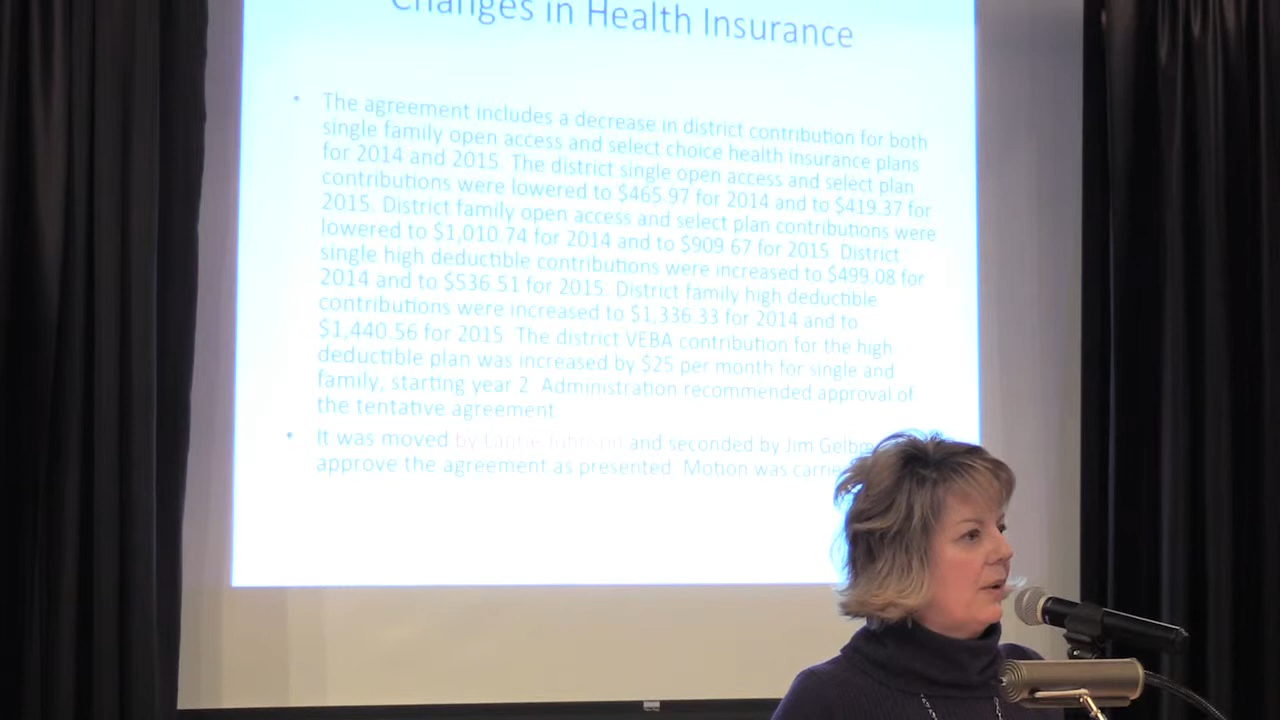 Changes in Health Insurance
• The agreement includes a decrease in district contribution for both
single family open access and select choice health insurance plans
for 2014 and 2015. The district single open access and select plan
contributions were lowered to $465.97 for 2014 and to $419.37 for
2015. District family open access and select plan contributions were
lowered to $1,010.74 for 2014 and to $909.67 for 2015. District
single high deductible contributions were increased to $499.08 for
2014 and to $536.51 for 2015. District family high deductible
contributions were increased to $1,336.33 for 2014 and to
$1,440.56 for 2015. The district VEBA contribution for the high
deductible plan was increased by $25 per month for single and
family, starting year 2. Administration recommended approval of
the tentative agreement.
• It was moved by Johnson and seconded by Jim
approve the agreement as presented. Motion was